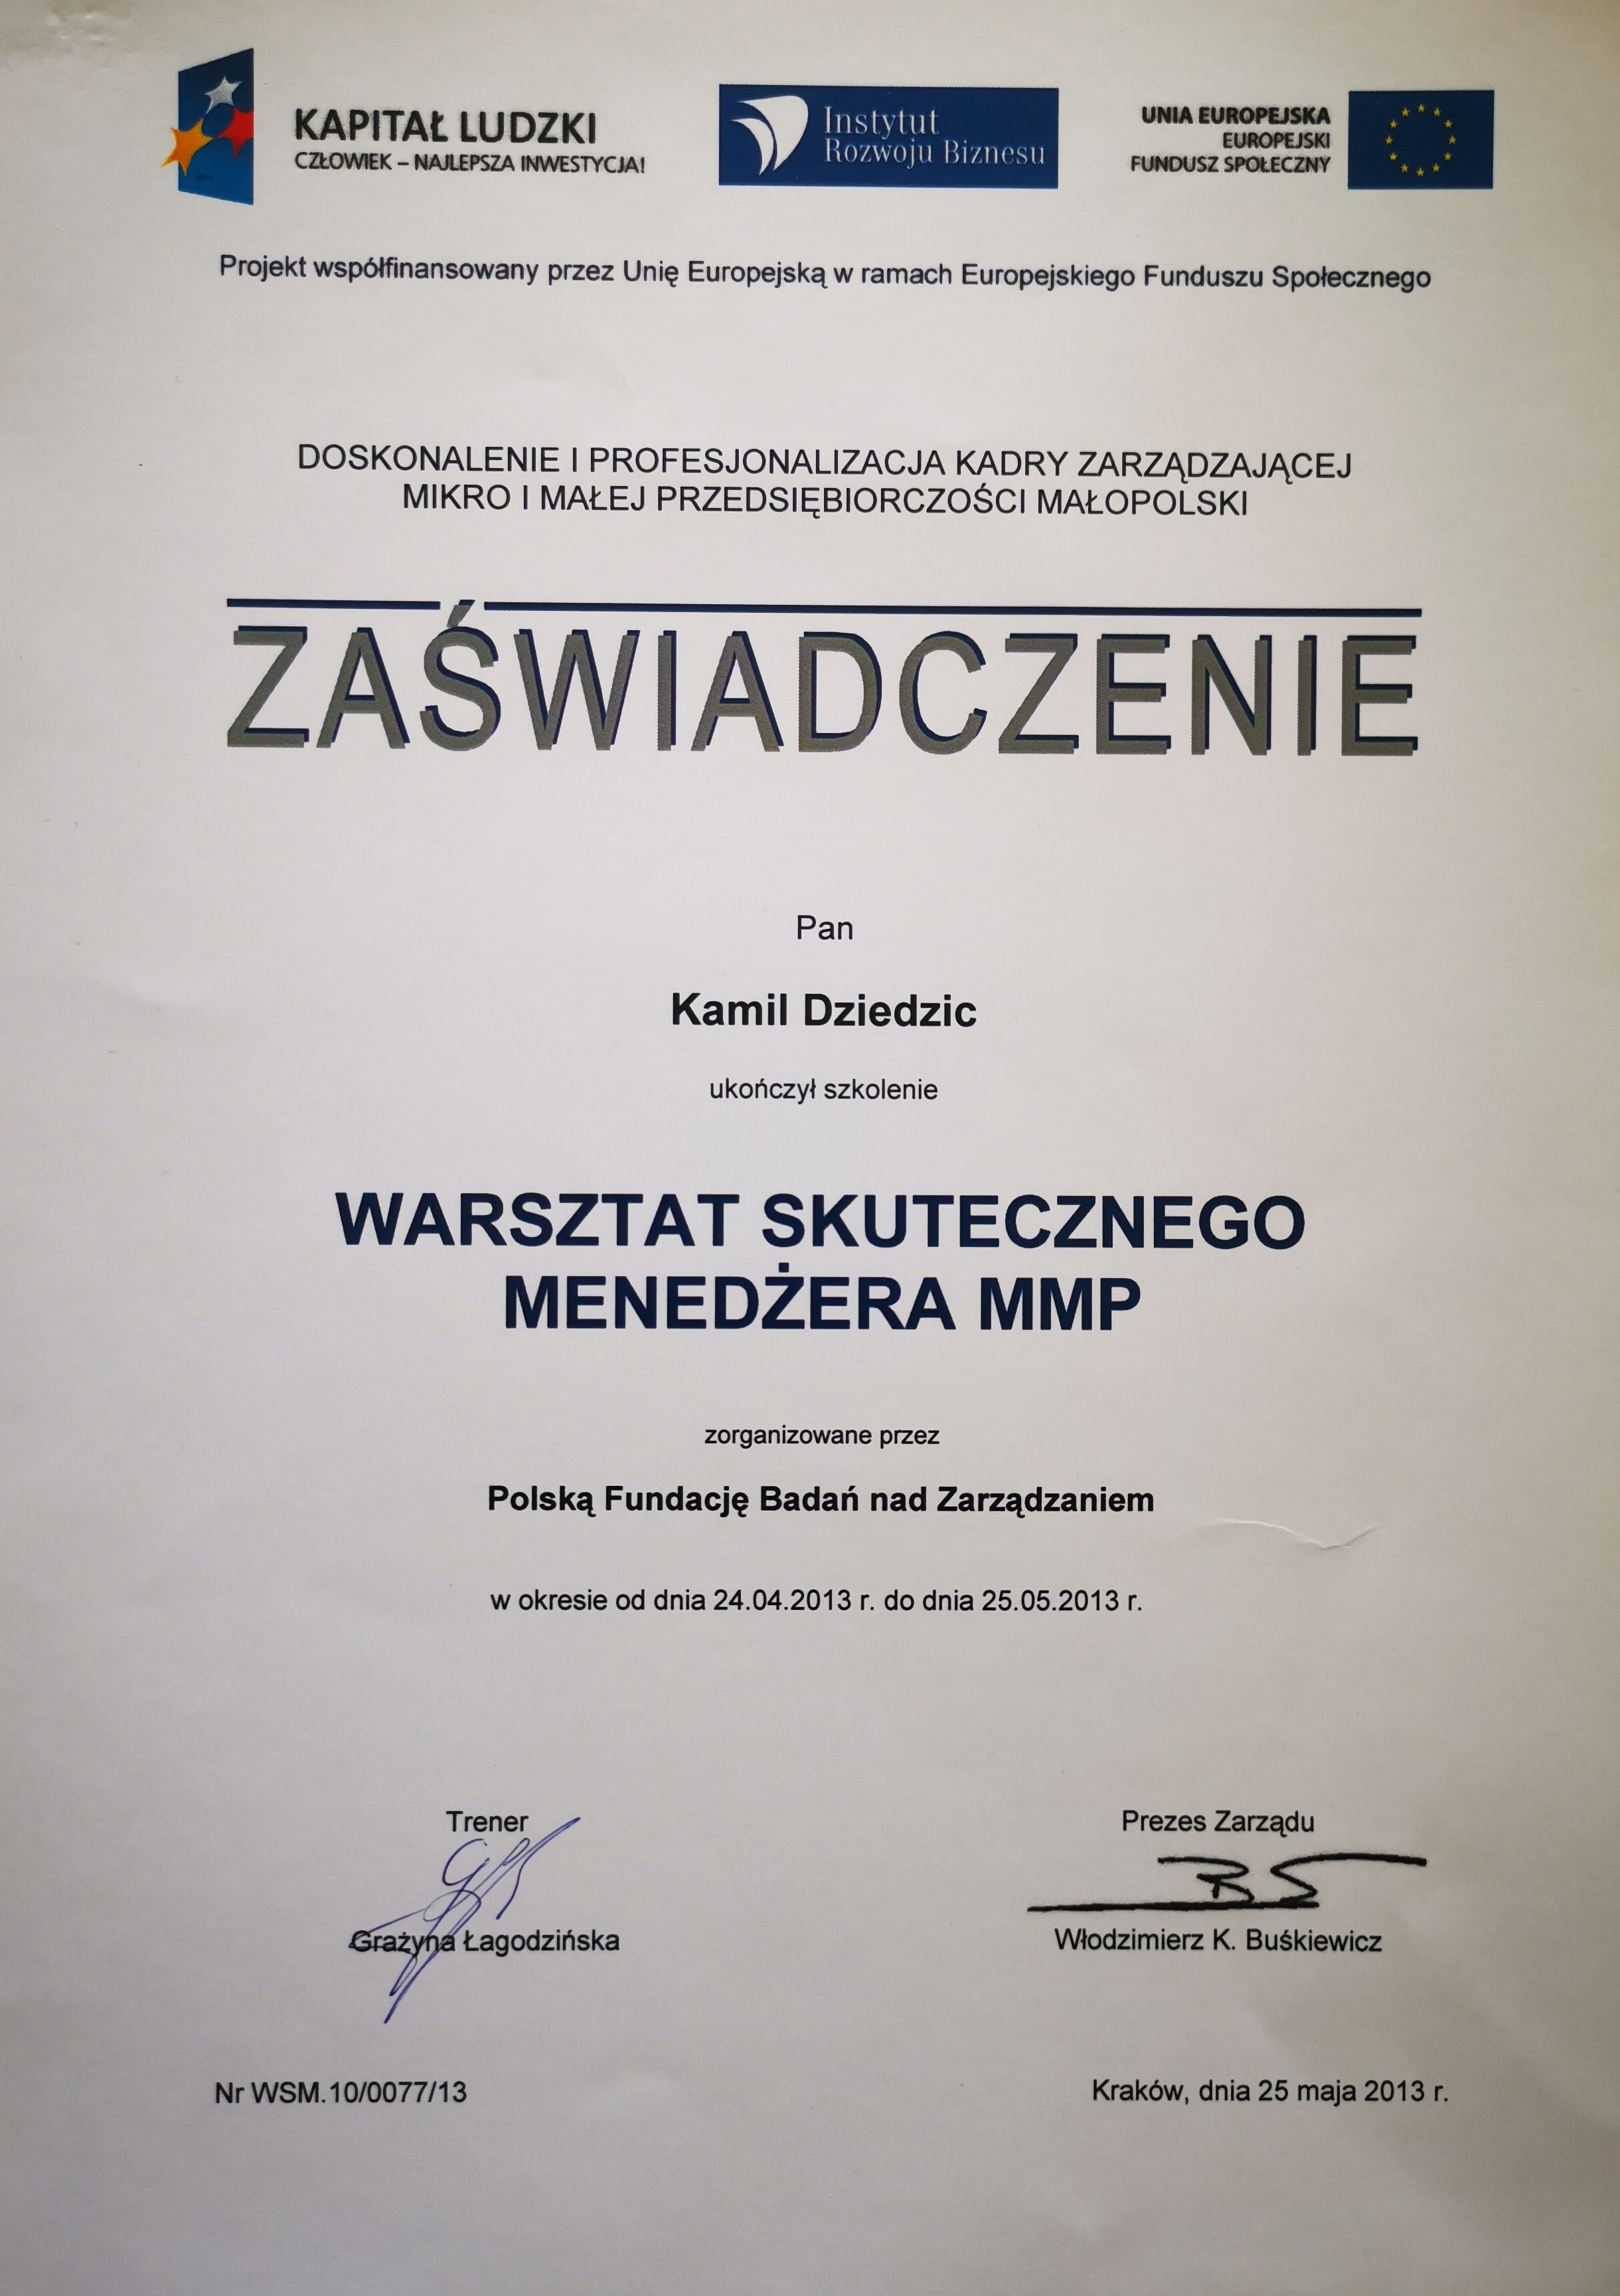 KAPITAŁ LUDZKI
CZŁOWIEK – NAJLEPSZA INWESTYCJA!
Instytut
Rozwoju Biznesu
UNIA EUROPEJSKA
EUROPEJSKI
FUNDUSZ SPOŁECZNY
Projekt współfinansowany przez Unię Europejską w ramach Europejskiego Funduszu Społecznego
DOSKONALENIE I PROFESJONALIZACJA KADRY ZARZĄDZAJĄCEJ
MIKRO I MAŁEJ PRZEDSIĘBIORCZOŚCI MAŁOPOLSKI
ZAŚWIADCZENIE
Pan
Kamil Dziedzic
ukończył szkolenie
WARSZTAT SKUTECZNEGO
MENEDŻERA MMP
zorganizowane przez
Polską Fundację Badań nad Zarządzaniem
w okresie od dnia 24.04.2013 r. do dnia 25.05.2013 r.
Trener
Grażyna Łagodzińska
Prezes Zarządu
Włodzimierz K. Buśkiewicz
Nr WSM.10/0077/13
Kraków, dnia 25 maja 2013 r.